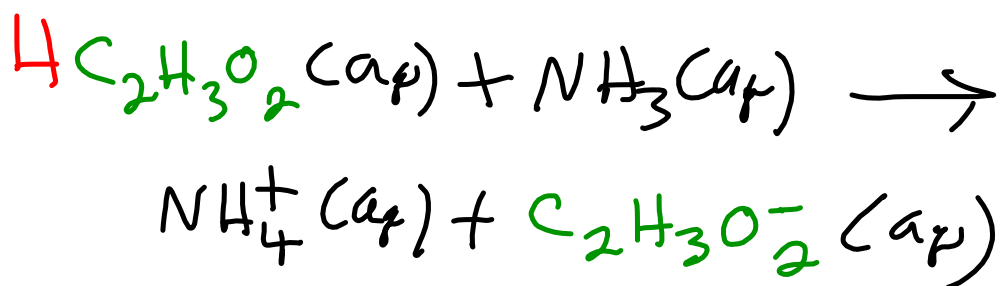 HC₂H₃O₂(aq) + NH₃(aq) →
NH₄⁺(aq) + C₂H₃O₂⁻(aq)